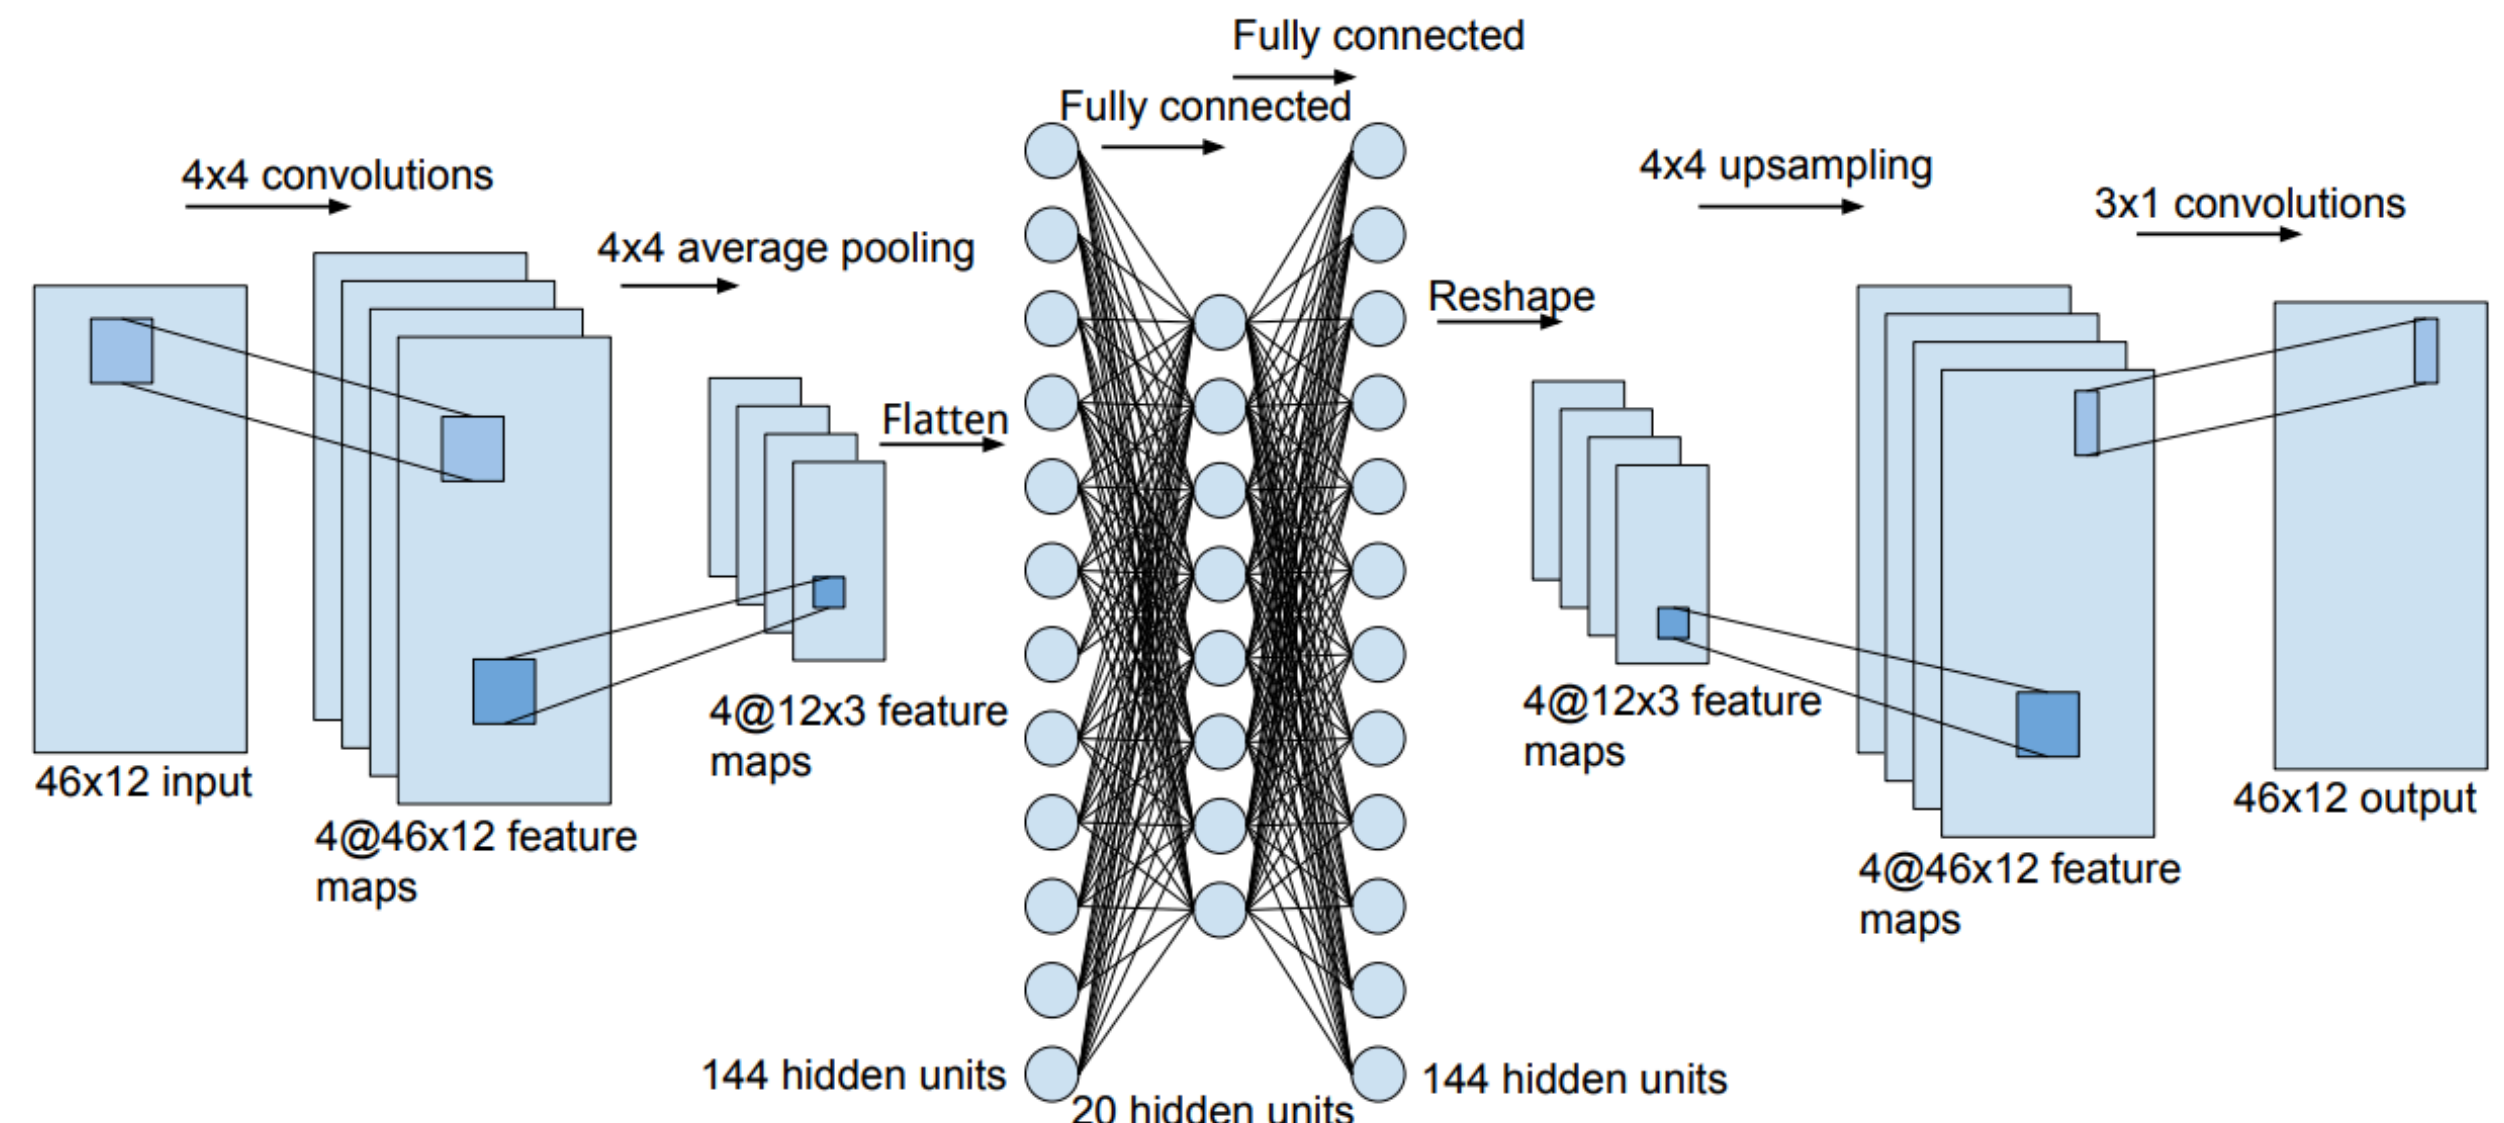 Fully connected
Fully connected
4x4 convolutions
4x4 average pooling
4x4 upsampling
3x1 convolutions
Reshape
Flatten
46x12 input
4@46x12 feature
maps
4@12x3 feature
maps
4@12x3 feature
maps
46x12 output
4@46x12 feature
maps
144 hidden units
20 hidden units
144 hidden units